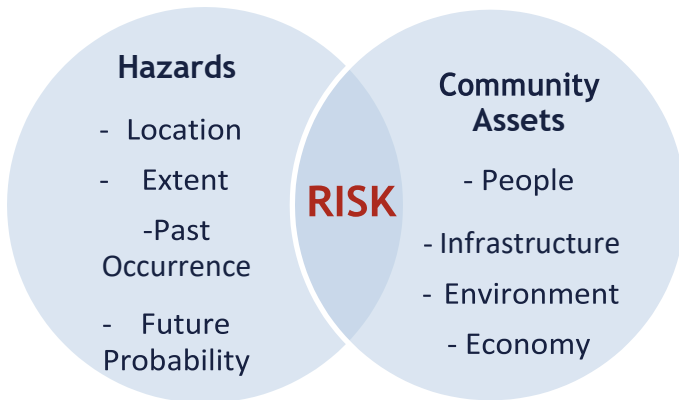 Hazards
- Location
- Extent
-Past
Occurrence
- Future
Probability
RISK
Community
Assets
- People
- Infrastructure
- Environment
- Economy